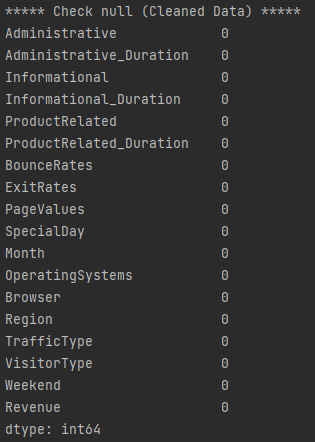 ***** Check null (Cleaned Data) *****
Administrative 0
Administrative_Duration 0
Informational 0
Informational_Duration 0
ProductRelated 0
ProductRelated_Duration 0
BounceRates 0
ExitRates 0
PageValues 0
SpecialDay 0
Month 0
OperatingSystems 0
Browser 0
Region 0
TrafficType 0
VisitorType 0
Weekend 0
Revenue 0
dtype: int64